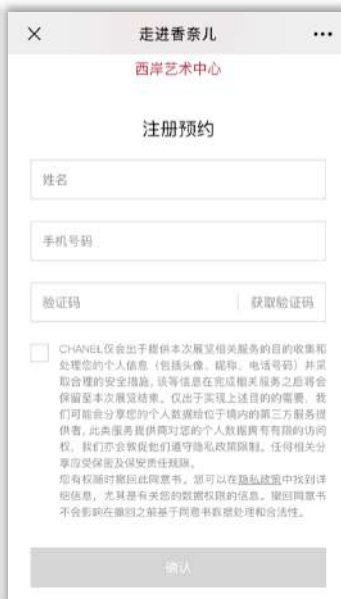 走进香奈儿
西岸艺术中心
注册预约
姓名
手机号码
验证码 获取验证码
CHANEL仅会出于提供本次展览相关服务的目的收集和
处理您的个人信息（包括头像、昵称、电话号码）并采
取合理的安全措施，该等信息在完成相关服务之后将会
保留至本次展览结束。仅出于实现上述目的的需要，我
们可能会分享您的个人数据给位于境内的第三方服务提
供者，此类服务提供商对您的个人数据拥有有限的访问
权，我们亦会敦促他们遵守隐私政策限制。任何相关分
享应受保密及保安责任规限。
您有权随时撤回此同意书。您可以在隐私政策中找到详
细信息，尤其是有关您的数据权限的信息。撤回同意书
不会影响在撤回之前基于同意书数据处理和合法性。
确认